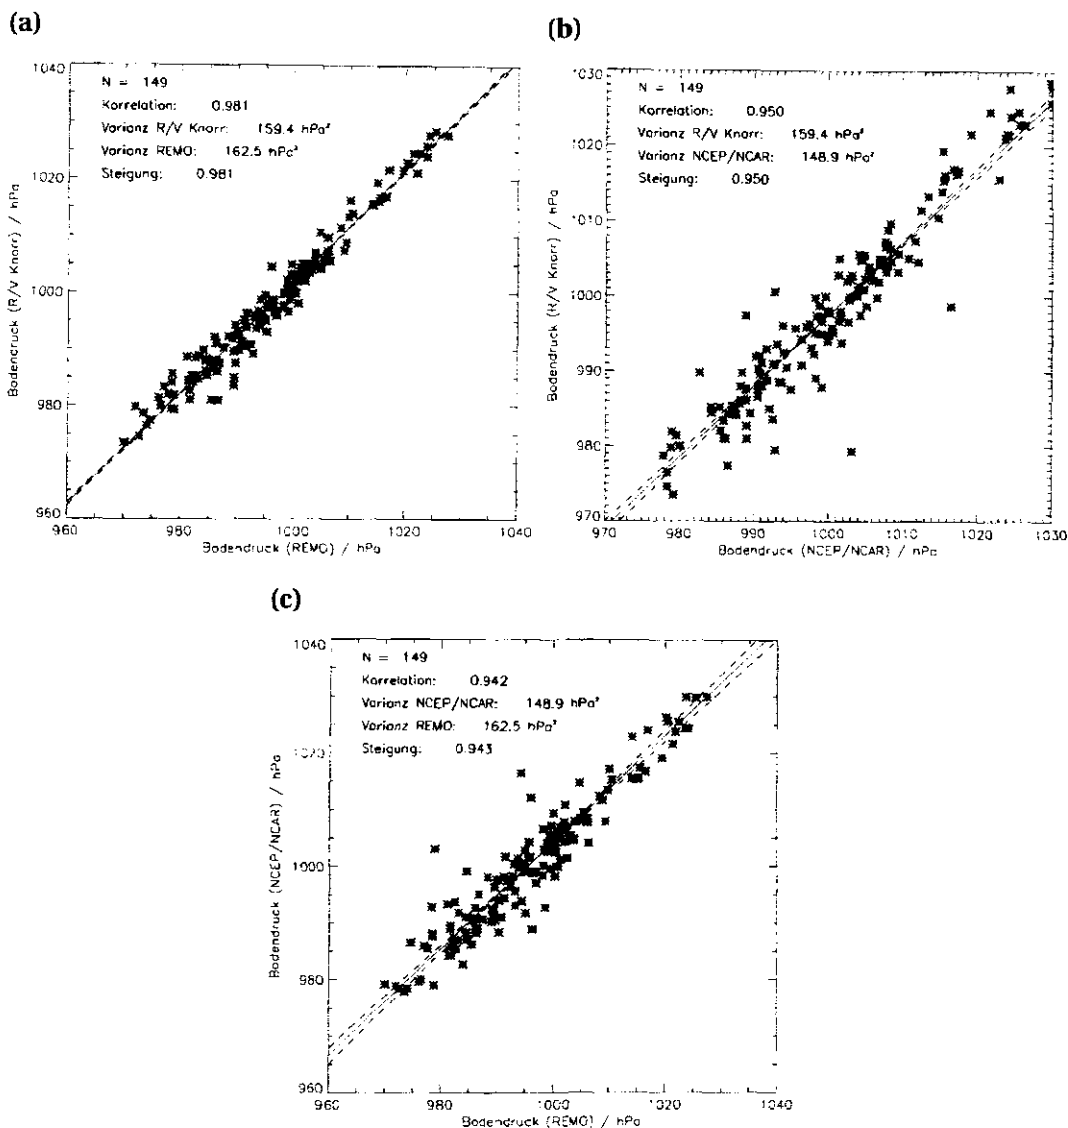 (a)
1040
1020
1000
980
960
Bodendruck (R/V Knorr) / hPa
N = 149
Korrelation: 0.981
Varianz R/V Knorr: 159.4 hPa²
Varianz REMO: 162.5 hPa²
Steigung: 0.981
960 980 1000 1020 1040
Bodendruck (REMO) / hPa
(b)
1030
1020
1010
1000
990
980
970
Bodendruck (R/V Knorr) / hPa
N = 149
Korrelation: 0.950
Varianz R/V Knorr: 159.4 hPa²
Varianz NCEP/NCAR: 148.9 hPa²
Steigung: 0.950
970 980 990 1000 1010 1020 1030
Bodendruck (NCEP/NCAR) / hPa
(c)
1040
1020
1000
980
960
Bodendruck (NCEP/NCAR) / hPa
N = 149
Korrelation: 0.942
Varianz NCEP/NCAR: 148.9 hPa²
Varianz REMO: 162.5 hPa²
Steigung: 0.943
960 980 1000 1020 1040
Bodendruck (REMO) / hPa